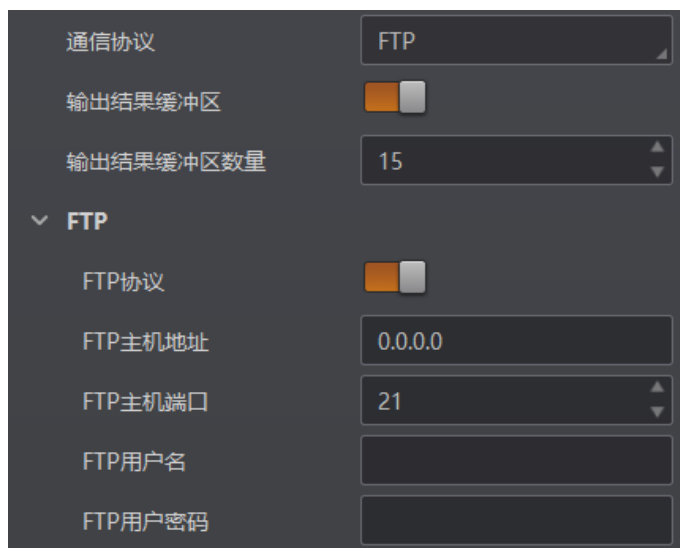 通信协议 FTP
输出结果缓冲区
输出结果缓冲区数量 15
FTP
FTP协议
FTP主机地址 0.0.0.0
FTP主机端口 21
FTP用户名
FTP用户密码